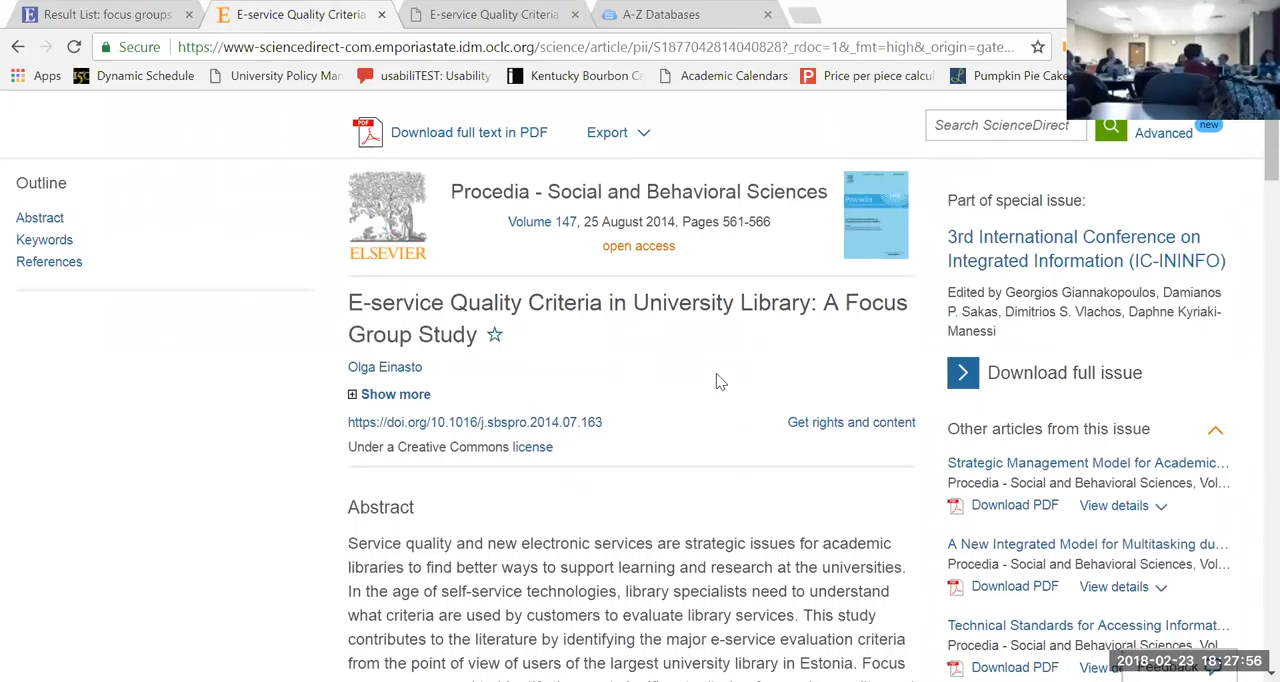 Result List: focus groups
E-service Quality Criteria
E-service Quality Criteria
A-Z Databases
Secure
https://www-sciencedirect-com.emporiastate.idm.oclc.org/science/article/pii/S1877042814040828?_rdoc=1&_fmt=high&_origin=gate...
Apps
Dynamic Schedule
University Policy Man
usabiliTEST: Usability
Kentucky Bourbon C
Academic Calendars
Price per piece calcu
Pumpkin Pie Cake
Download full text in PDF
Export
Search ScienceDirect
Advanced
new
Outline
Abstract
Keywords
References
ELSEVIER
Procedia - Social and Behavioral Sciences
Volume 147, 25 August 2014, Pages 561-566
open access
E-service Quality Criteria in University Library: A Focus
Group Study
Olga Einasto
Show more
https://doi.org/10.1016/j.sbspro.2014.07.163
Get rights and content
Under a Creative Commons license
Abstract
Service quality and new electronic services are strategic issues for academic
libraries to find better ways to support learning and research at the universities.
In the age of self-service technologies, library specialists need to understand
what criteria are used by customers to evaluate library services. This study
contributes to the literature by identifying the major e-service evaluation criteria
from the point of view of users of the largest university library in Estonia. Focus
Part of special issue:
3rd International Conference on
Integrated Information (IC-ININFO)
Edited by Georgios Giannakopoulos, Damianos
P. Sakas, Dimitrios S. Vlachos, Daphne Kyriaki-
Manessi
Download full issue
Other articles from this issue
Strategic Management Model for Academic...
Procedia - Social and Behavioral Sciences, Vol...
Download PDF
View details
A New Integrated Model for Multitasking du...
Procedia - Social and Behavioral Sciences, Vol...
Download PDF
View details
Technical Standards for Accessing Informat...
Procedia - Social and Behavioral Sciences, Vol
Download PDF
View de
Feedback
2018-02-23 18:27:56